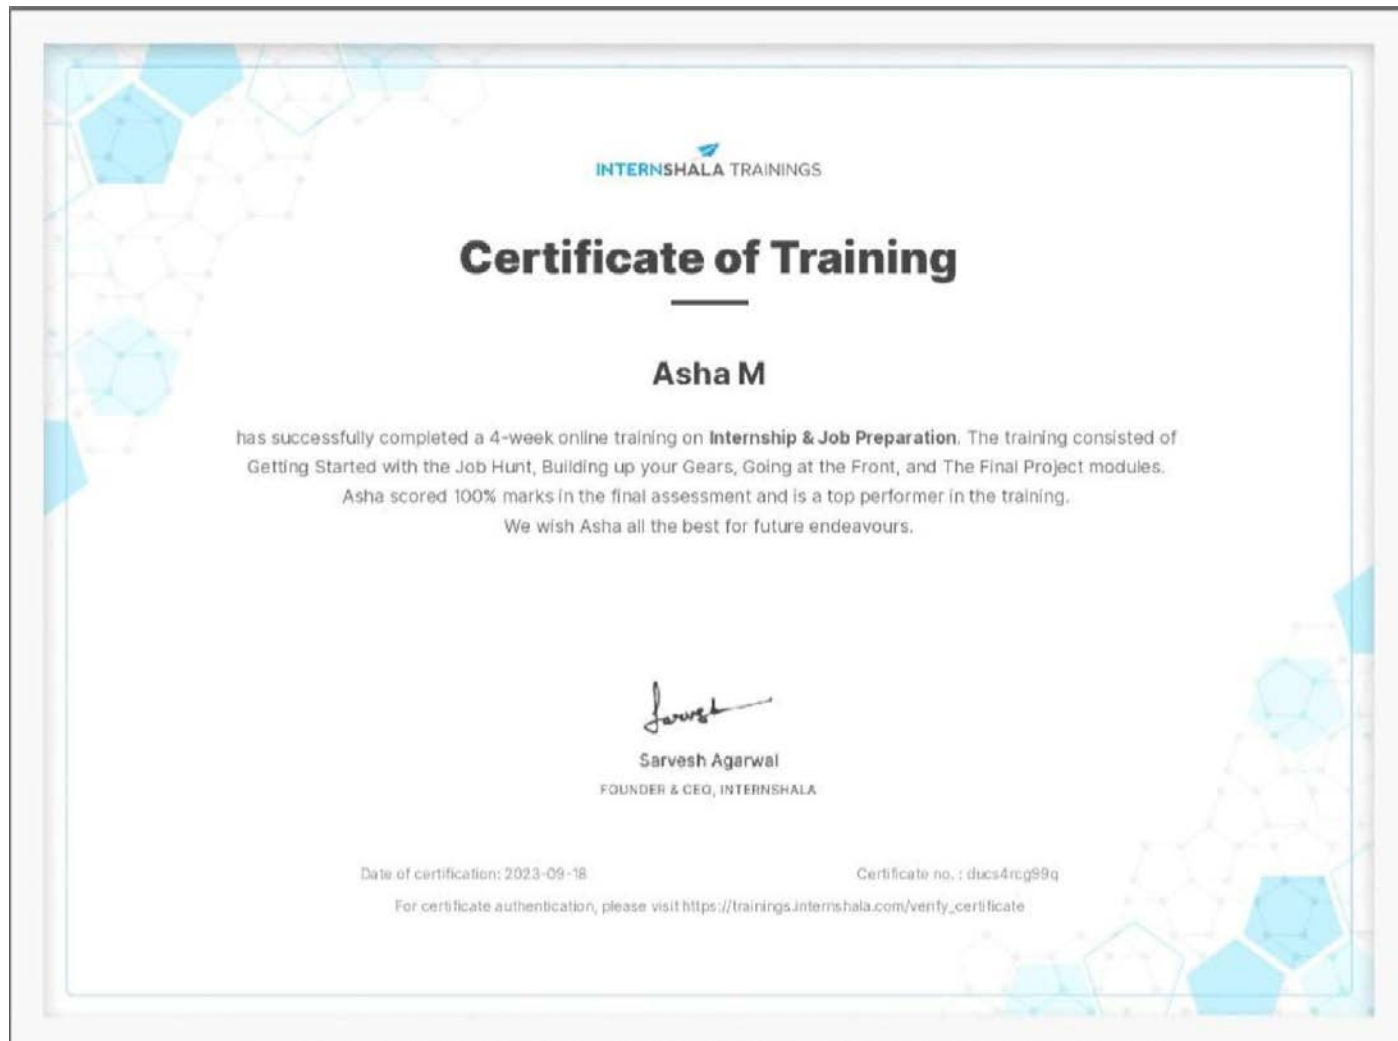 INTERNSHALA TRAININGS
Certificate of Training
Asha M
has successfully completed a 4-week online training on Internship & Job Preparation. The training consisted of
Getting Started with the Job Hunt, Building up your Gears, Going at the Front, and The Final Project modules.
Asha scored 100% marks in the final assessment and is a top performer in the training.
We wish Asha all the best for future endeavours.
Sarvesh
Sarvesh Agarwal
FOUNDER & CEO, INTERNSHALA
Date of certification: 2023-09-18
Certificate no. : ducs4rcg99q
For certificate authentication, please visit https://trainings.internshala.com/verify_certificate